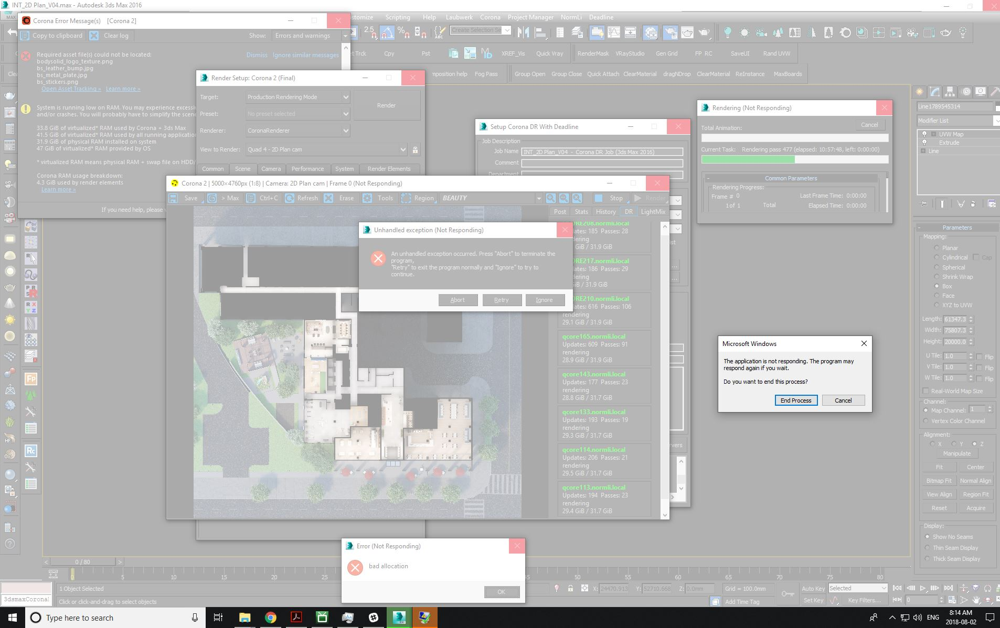 INT_2D Plan_V04.max - Autodesk 3ds Max 2016
MAX
Customize Scripting Help Laubwerk Corona Project Manager NormLi Deadline
2.5
Create Selection Se
Cpy Pst XREF_Vis Quick Vray RenderMask VRayStudio Gen Grid FP RC SaveUI Rand UVW
Fog Pass Group Open Group Close Quick Attach ClearMaterial dragNDrop ClearMaterial ReInstance MaxBoards
Corona Error Message(s) [Corona 2]
Copy to clipboard Clear log Show: Errors and warnings
Required asset file(s) could not be located: Dismiss Ignore similar messages
bodysolid_logo_texture.png
bs_leather_bump.jpg
bs_metal_plate.jpg
bs_stickers.png
Open Asset Tracking » Learn more »
System is running low on RAM. You may experience
and/or crashes. You will probably have to simplify the scene
33.8 GiB of virtualized* RAM used by Corona + 3ds Max
41.5 GiB of virtualized* RAM used by all running
31.9 GiB of physical RAM installed on system
47 GiB of virtualized* RAM provided by OS
* virtualized RAM means physical RAM + swap file on HDD/
Corona RAM usage breakdown:
4.3 GiB used by render elements
Learn more »
If you need help, please
Render Setup: Corona 2 (Final)
Target: Production Rendering Mode
Render
Preset: No preset selected
Renderer: CoronaRenderer
View to Render: Quad 4 - 2D Plan cam
Common Scene Camera Performance System Render Elements
Setup Corona DR With Deadline
Job Description
Job Name INT_2D Plan_V04 - Corona DR Job (3ds Max 2016)
Comment
Department
Rendering (Not Responding)
Total Animation: Cancel
Current Task: Rendering pass 477 (elapsed: 10:57:48, left: 0:00:00)
- Common Parameters
Rendering Progress:
Frame # 0 Last Frame Time: 0:00:00
1 of 1 Total Elapsed Time: 0:00:00
Corona 2 | 5000×4760px (1:8) | Camera: 2D Plan cam | Frame 0 (Not Responding)
Save > Max Ctrl+C Refresh Erase Tools Region BEAUTY Stop Render
Post Stats History DR LightMix
185 Passes: 28
rendering
GiB / 31.9 GiB
RE217.normli.local
186 Passes: 29
GiB / 31.9 GiB
RE210.normli.local
616 Passes: 106
rendering
29.1 GiB / 31.9 GiB
qcore165.normli.local
Updates: 609 Passes: 91
rendering
28.9 GiB / 31.9 GiB
qcore143.normli.local
Updates: 177 Passes: 23
rendering
28.8 GiB / 31.7 GiB
qcore133.normli.local
Updates: 193 Passes: 19
rendering
29.3 GiB / 31.7 GiB
qcore114.normli.local
Updates: 206 Passes: 21
rendering
29.5 GiB / 31.7 GiB
qcore113.normli.local
Updates: 194 Passes: 23
rendering
29.4 GiB / 31.7 GiB
Unhandled exception (Not Responding)
An unhandled exception occurred. Press "Abort" to terminate the
program,
"Retry" to exit the program normally and "Ignore" to try to
continue.
Abort Retry Ignore
Microsoft Windows
The application is not responding. The program may
respond again if you wait.
Do you want to end this process?
End Process Cancel
Error (Not Responding)
bad allocation
OK
Line1789545314
Modifier List
UVW Map
Extrude
Line
- Parameters
Mapping:
Planar
Cylindrical Cap
Spherical
Shrink Wrap
Box
Face
XYZ to UVW
Length: 61347.3
Width: 75807.3
Height: 20000.0
U Tile: 1.0 Flip
V Tile: 1.0 Flip
W Tile: 1.0 Flip
Real-World Map Size
Channel:
Map Channel: 1
Vertex Color Channel
Alignment:
X Y Z
Manipulate
Fit Center
Bitmap Fit Normal Align
View Align Region Fit
Reset Acquire
Display:
Show No Seams
Thin Seam Display
Thick Seam Display
< 0 / 80 >
0 5 10 15 20 25 50 55 60 65 70 75 80
1 Object Selected X: 24470.913 Y: 52710.668 Z: 0.0mm Grid = 100.0mm Auto Key Selected
3dsmaxCoronaI Click or click-and-drag to select objects Add Time Tag Set Key Key Filters... 0
Type here to search ENG 8:14 AM
2018-08-02